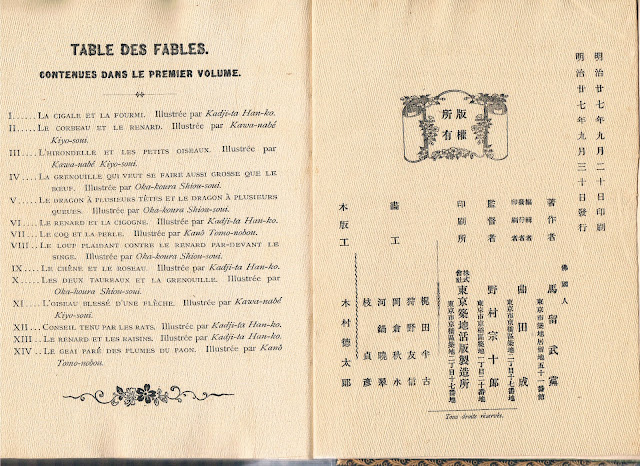 TABLE DES FABLES.
CONTENUES DANS LE PREMIER VOLUME.
I.....LA CIGALE ET LA FOURMI. Illustrée par Kadji-ta Han-ko.
II....LE CORBEAU ET LE RENARD. Illustrée par Kawa-nabé
Kiyo-soui.
III...L'HIRONDELLE ET LES PETITS OISEAUX. Illustrée par
Kawa-nabé Kiyo-soui.
IV....LA GRENOUILLE QUI VEUT SE FAIRE AUSSI GROSSE QUE LE
BŒUF. Illustrée par Oka-koura Shiou-soui.
V.....LE DRAGON A PLUSIEURS TÊTES ET LE DRAGON A PLUSIEURS
QUEUES. Illustrée par Oka-koura Shiou-soui.
VI....LE RENARD ET LA CIGOGNE. Illustrée par Kadji-ta Han-ko.
VII...LE COQ ET LA PERLE. Illustrée par Kanô Tomo-nobou.
VIII..LE LOUP PLAIDANT CONTRE LE RENARD PAR-DEVANT LE
SINGE. Illustrée par Oka-koura Shiou-soui.
IX....LE CHÊNE ET LE ROSEAU. Illustrée par Kadji-ta Han-ko.
X.....LES DEUX TAUREAUX ET LA GRENOUILLE. Illustrée par
Oka-koura Shiou-soui.
XI....L'OISEAU BLESSÉ D'UNE FLÈCHE. Illustrée par Kawa-nabé
Kiyo-soui.
XII...CONSEIL TENU PAR LES RATS. Illustrée par Kadji-ta Han-ko.
XIII..LE RENARD ET LES RAISINS. Illustrée par Kadji-ta Han-ko.
XIV...LE GEAI PARÉ DES PLUMES DU PAON. Illustrée par Kanô
Tomo-nobou.
明治廿七年九月二十日印刷
明治廿七年九月三十日發行
版權
所有
佛國人
著作者 馬留武黨
東京市築地居留地五十一番館
編輯者
發行者
印刷者
曲田成
東京市京橋區築地二丁目十七番地
監督者 野村宗十郎
東京市京橋區築地二丁目二十番地
印刷所 株式會社 東京築地活版製造所
東京市京橋區築地二丁目十七番地
畫工 梶田半古
狩野友信
岡倉秋水
河鍋曉翠
枝貞彥
木版工 木村德太郎
Tous droits réservés.